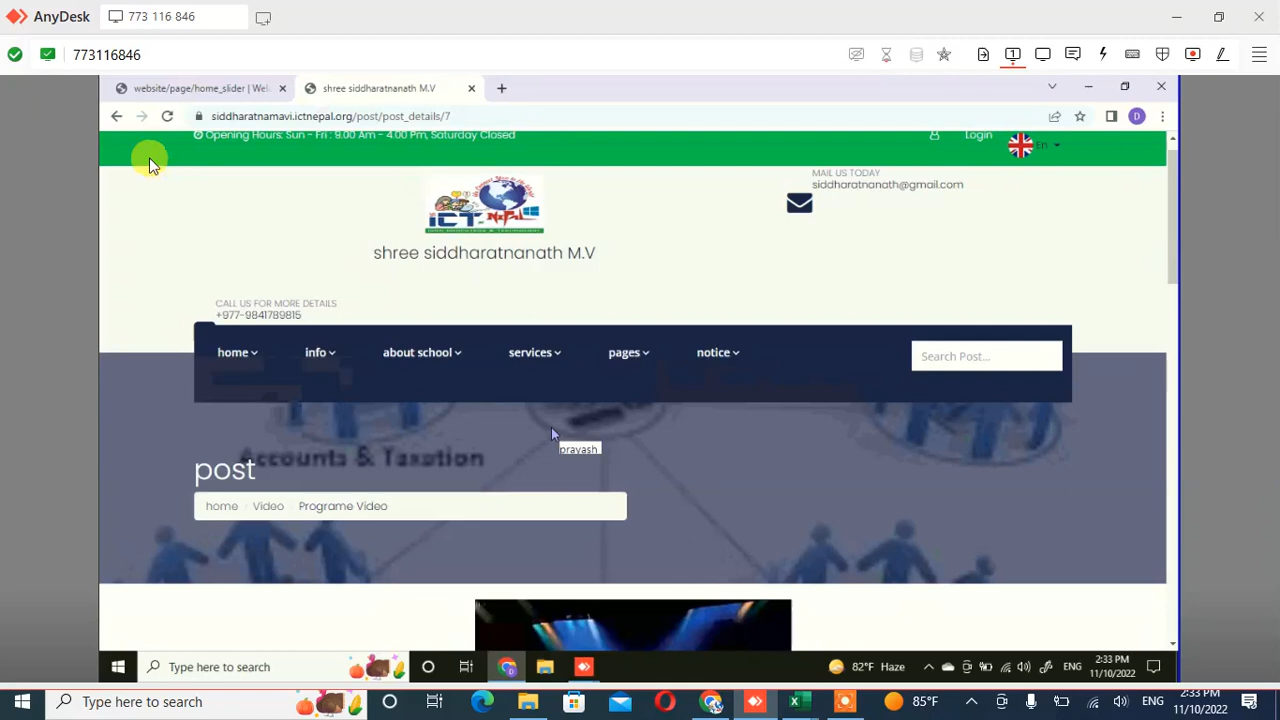 AnyDesk
773 116 846
773116846
1
website/page/home_slider | Wel
shree siddharatnanath M.V
siddharatnamavi.ictnepal.org/post/post_details/7
D
Opening Hours: Sun - Fri : 9.00 Am - 4.00 Pm, Saturday Closed
Login
En
MAIL US TODAY
siddharatnanath@gmail.com
ICT-NePal
shree siddharatnanath M.V
CALL US FOR MORE DETAILS
+977-9841789815
home
info
about school
services
pages
notice
Search Post...
prayash
Accounts & Taxation
post
home
Video
Programe Video
Type here to search
82°F Haze
ENG
2:33 PM
11/10/2022
Type here to search
85°F
ENG
2:33 PM
11/10/2022